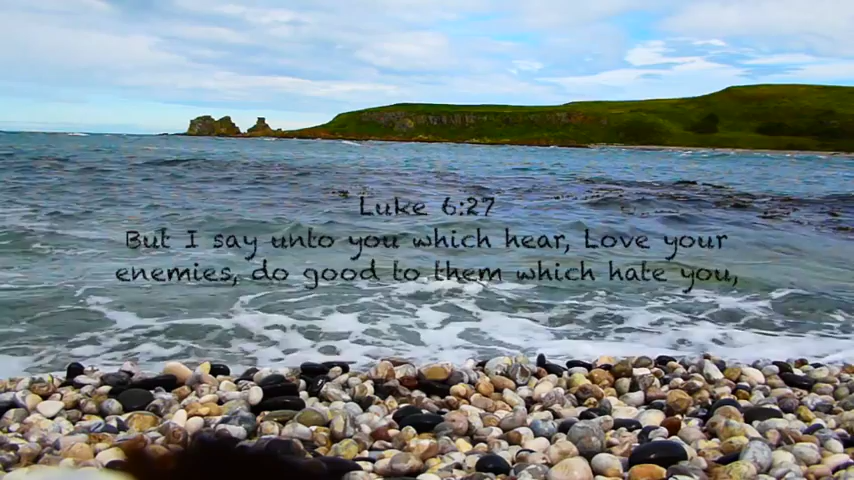 Luke 6:27
But I say unto you which hear, Love your
enemies, do good to them which hate you,